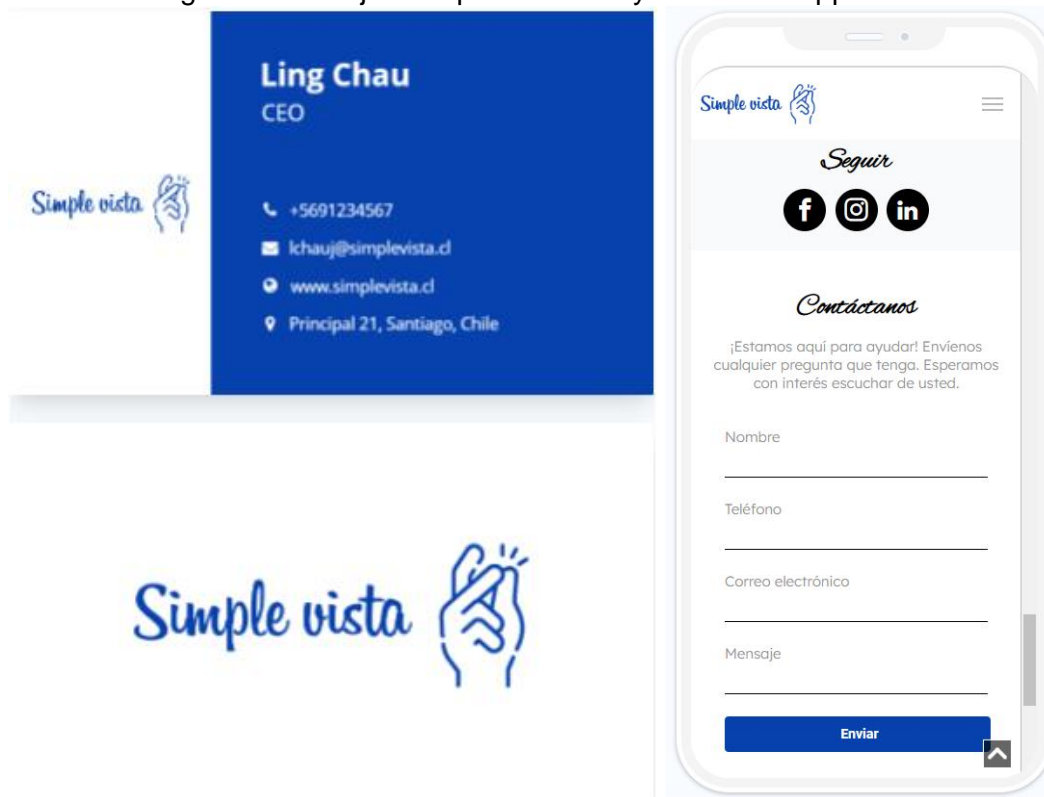 Ling Chau
CEO
Simple vista
+5691234567
lchauj@simplevista.cl
www.simplevista.cl
Principal 21, Santiago, Chile
Simple vista
Simple vista
Seguir
f in
Contáctanos
¡Estamos aquí para ayudar! Envíenos
cualquier pregunta que tenga. Esperamos
con interés escuchar de usted.
Nombre
Teléfono
Correo electrónico
Mensaje
Enviar